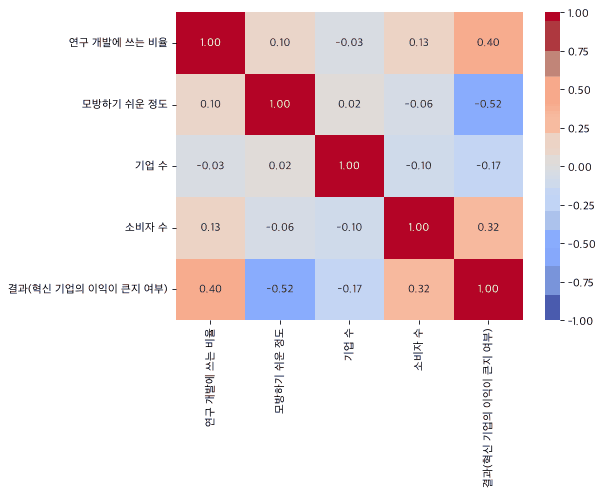 연구 개발에 쓰는 비율 1.00 0.10 -0.03 0.13 0.40
모방하기 쉬운 정도 0.10 1.00 0.02 -0.06 -0.52
기업 수 -0.03 0.02 1.00 -0.10 -0.17
소비자 수 0.13 -0.06 -0.10 1.00 0.32
결과(혁신 기업의 이익이 큰지 여부) 0.40 -0.52 -0.17 0.32 1.00
연구 개발에 쓰는 비율
모방하기 쉬운 정도
기업 수
소비자 수
결과(혁신 기업의 이익이 큰지 여부)
1.00
0.75
0.50
0.25
0.00
-0.25
-0.50
-0.75
-1.00